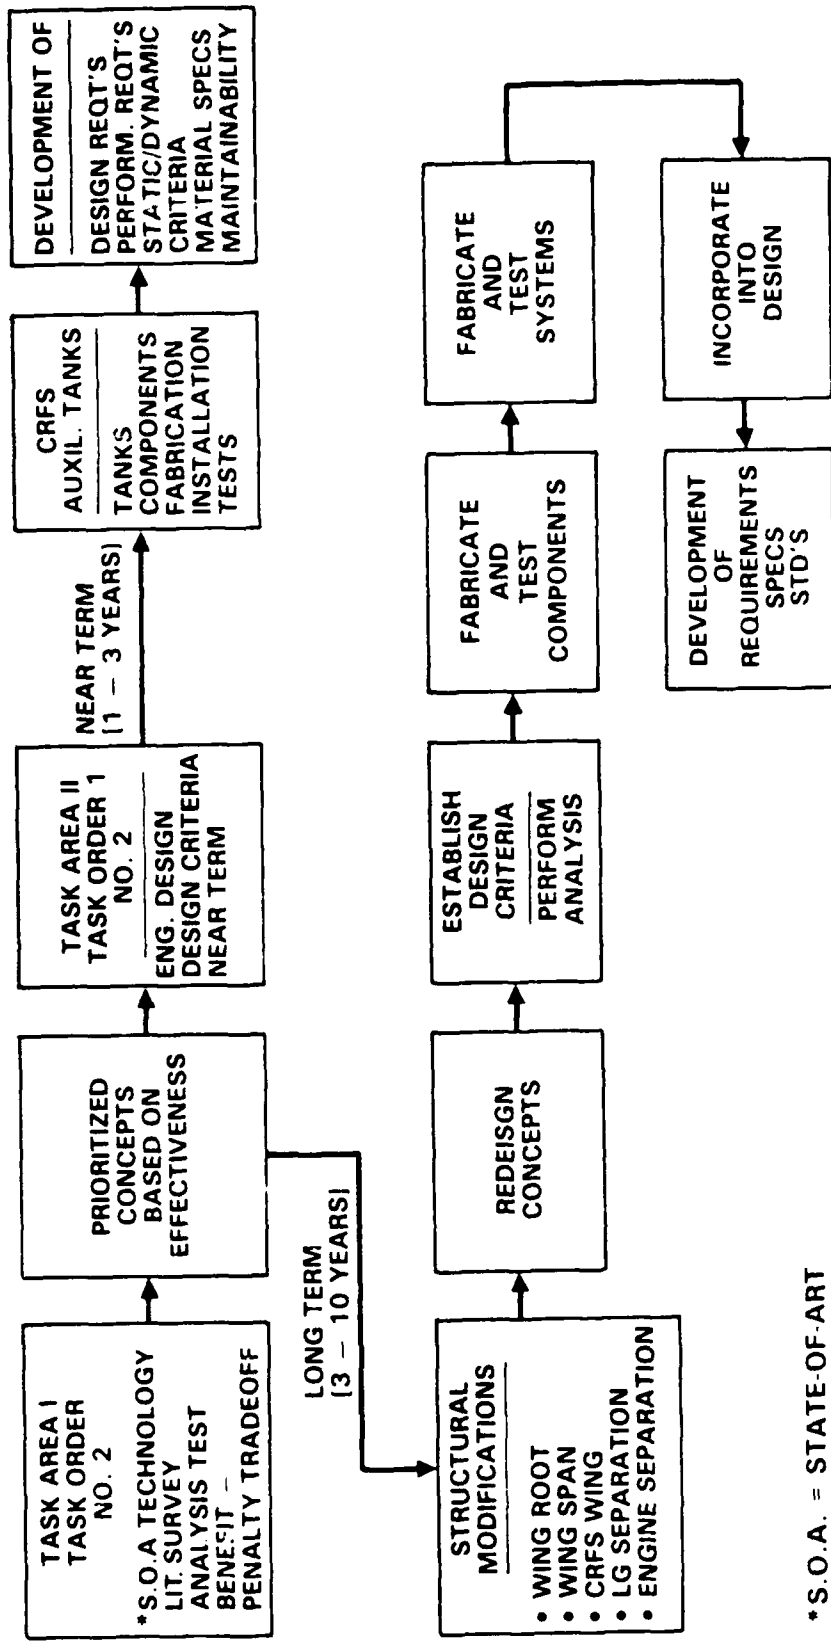 TASK AREA I
TASK ORDER
NO. 2
*S.O.A TECHNOLOGY
LIT. SURVEY
ANALYSIS TEST
BENEFIT –
PENALTY TRADEOFF
PRIORITIZED
CONCEPTS
BASED ON
EFFECTIVENESS
TASK AREA II
TASK ORDER 1
NO. 2
ENG. DESIGN
DESIGN CRITERIA
NEAR TERM
NEAR TERM
[1 – 3 YEARS]
CRFS
AUXIL. TANKS
TANKS
COMPONENTS
FABRICATION
INSTALLATION
TESTS
DEVELOPMENT OF
DESIGN REQT'S
PERFORM. REQT'S
STATIC/DYNAMIC
CRITERIA
MATERIAL SPECS
MAINTAINABILITY
LONG TERM
[3 – 10 YEARS]
STRUCTURAL
MODIFICATIONS
• WING ROOT
• WING SPAN
• CRFS WING
• LG SEPARATION
• ENGINE SEPARATION
REDEISGN
CONCEPTS
ESTABLISH
DESIGN
CRITERIA
PERFORM
ANALYSIS
FABRICATE
AND
TEST
COMPONENTS
FABRICATE
AND
TEST
SYSTEMS
INCORPORATE
INTO
DESIGN
DEVELOPMENT
OF
REQUIREMENTS
SPECS
STD'S
*S.O.A. = STATE-OF-ART